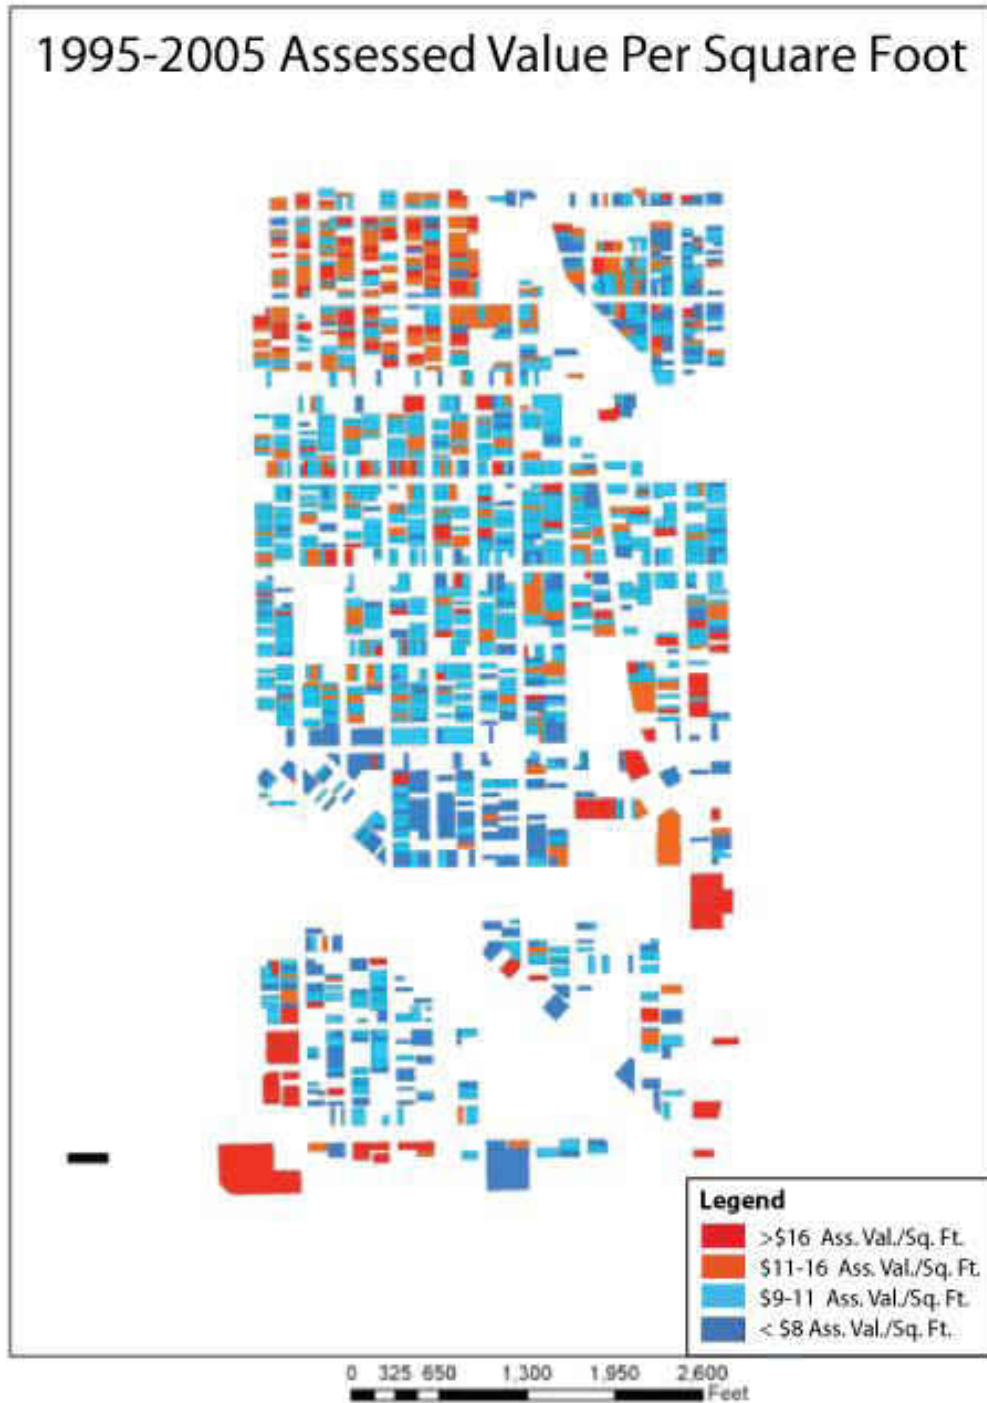 1995-2005 Assessed Value Per Square Foot
Legend
>$16 Ass. Val./Sq. Ft.
$11-16 Ass. Val./Sq. Ft.
$9-11 Ass. Val./Sq. Ft.
< $8 Ass. Val./Sq. Ft.
0 325 650 1,300 1,950 2,600
Feet